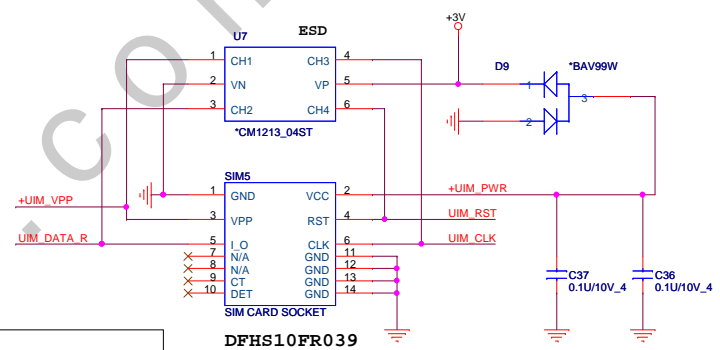 +3V
U7 ESD
D9 *BAV99W
1 CH1 CH3 4
2 VN VP 5
3 CH2 CH4 6
*CM1213_04ST
1
3
2
SIM5
1 GND VCC 2 +UIM_PWR
+UIM_VPP
3 VPP RST 4 UIM_RST
UIM_DATA_R
5 I_O CLK 6 UIM_CLK
7 N/A GND 11
8 N/A GND 12
9 CT GND 13
10 DET GND 14
C37
0.1U/10V_4
C36
0.1U/10V_4
SIM CARD SOCKET
DFHS10FR039
. con